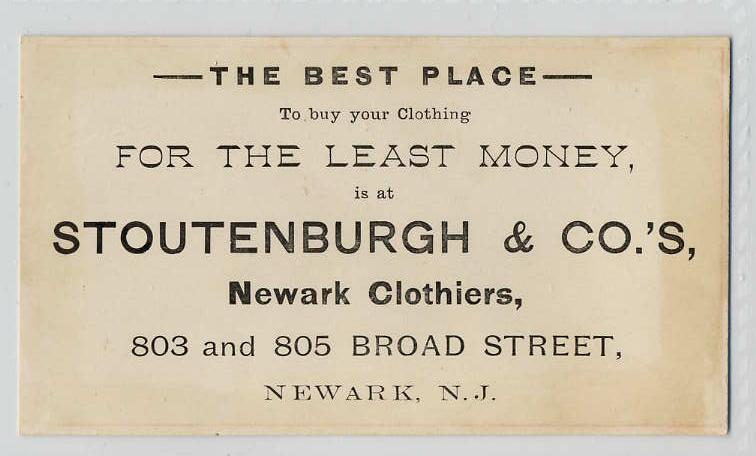 —THE BEST PLACE—
To buy your Clothing
FOR THE LEAST MONEY,
is at
STOUTENBURGH & CO.'S,
Newark Clothiers,
803 and 805 BROAD STREET,
NEWARK, N. J.